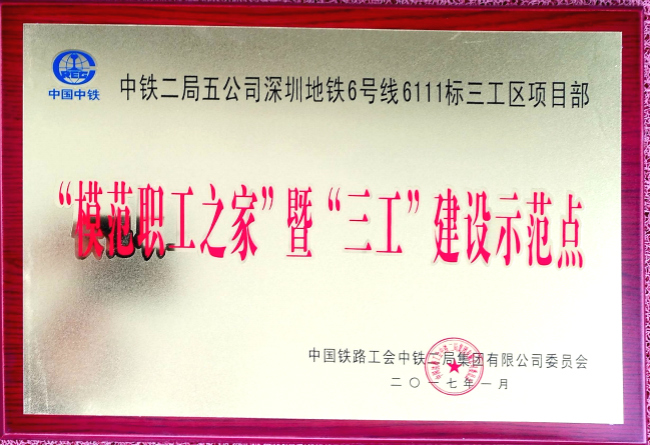 中国中铁
中铁二局五公司深圳地铁6号线6111标三工区项目部
“模范职工之家”暨“三工”建设示范点
中国铁路工会中铁二局集团有限公司委员会
二〇一七年一月